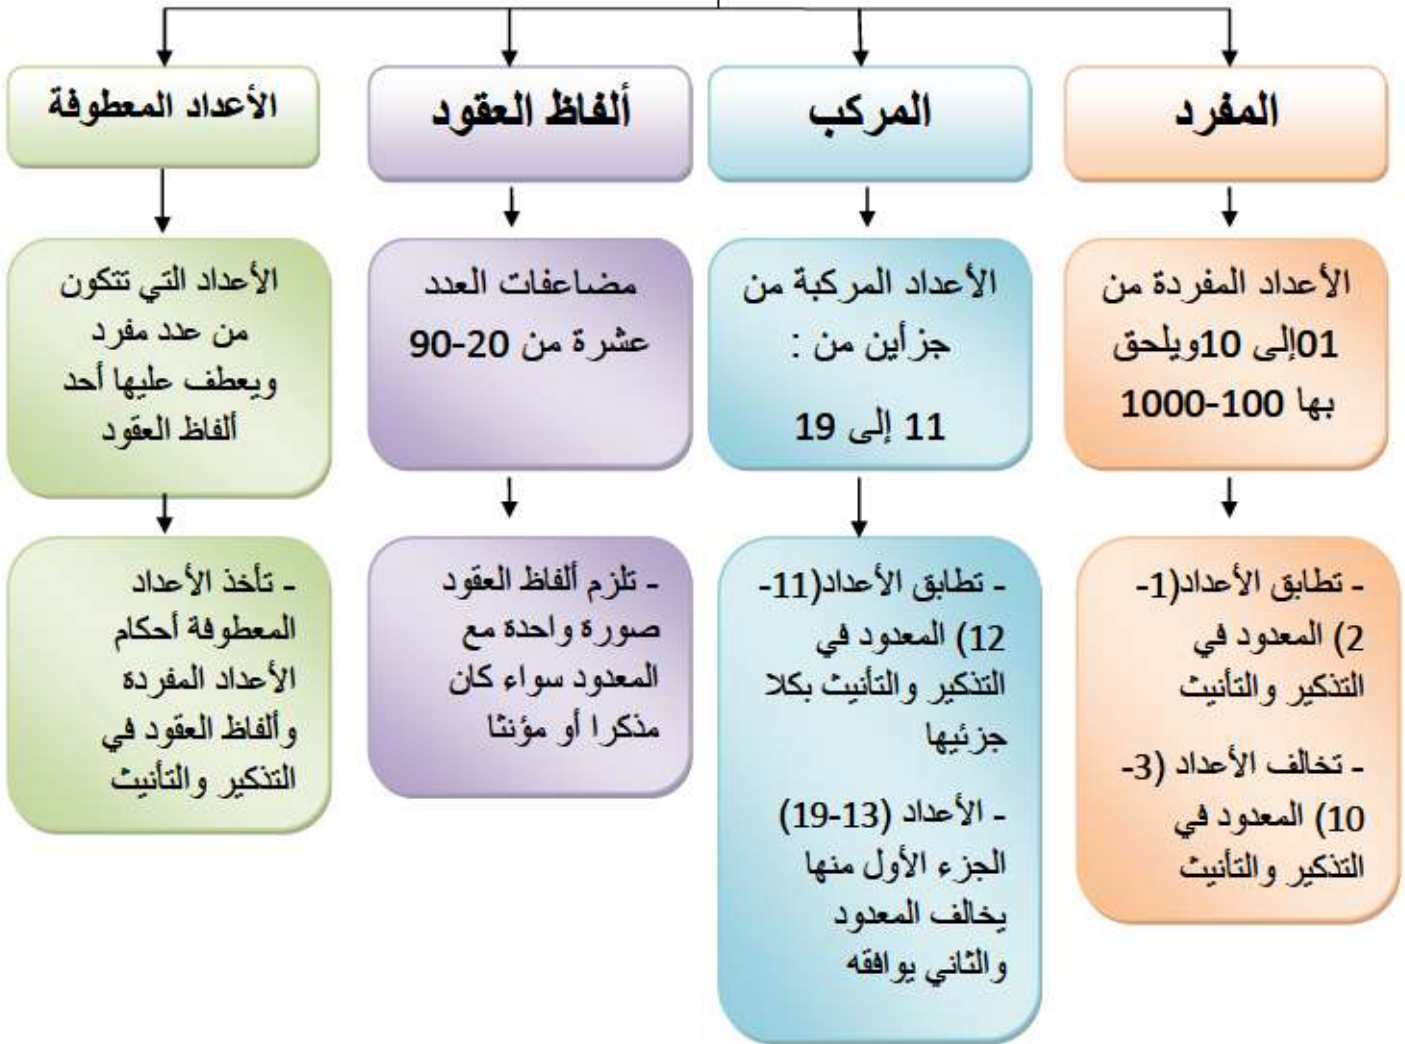 المفرد
الأعداد المفردة من
01إلى 10ويلحق
بها 100-1000
- تطابق الأعداد(1-
2) المعدود في
التذكير والتأنيث
- تخالف الأعداد (3-
10) المعدود في
التذكير والتأنيث
المركب
الأعداد المركبة من
جزأين من :
11 إلى 19
- تطابق الأعداد(11-
12) المعدود في
التذكير والتأنيث بكلا
جزئيها
- الأعداد (13-19)
الجزء الأول منها
يخالف المعدود
والثاني يوافقه
ألفاظ العقود
مضاعفات العدد
عشرة من 20-90
- تلزم ألفاظ العقود
صورة واحدة مع
المعدود سواء كان
مذكرا أو مؤنثا
الأعداد المعطوفة
الأعداد التي تتكون
من عدد مفرد
ويعطف عليها أحد
ألفاظ العقود
- تأخذ الأعداد
المعطوفة أحكام
الأعداد المفردة
وألفاظ العقود في
التذكير والتأنيث